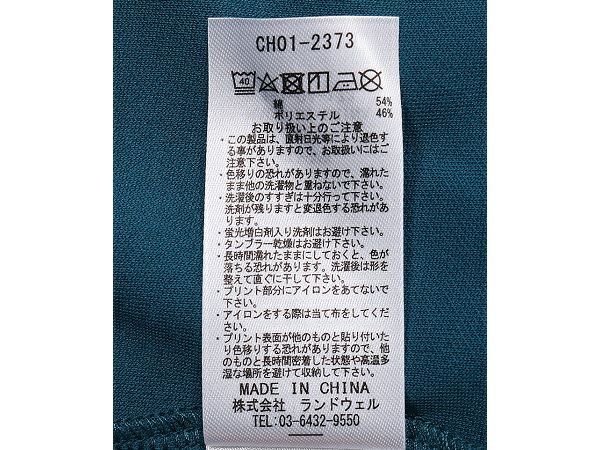 CH01-2373
40
綿 54%
ポリエステル 46%
お取り扱い上のご注意
・この製品は、直射日光等により退色す
る事がありますので、お取扱いにはご
注意下さい。
・色移りの恐れがありますので、濡れた
まま他の洗濯物と重ねないで下さい。
・洗濯後のすすぎは十分行って下さい。
洗剤が残りますと変退色する恐れがあ
ります。
・蛍光増白剤入り洗剤はお避け下さい。
・タンブラー乾燥はお避け下さい。
・長時間濡れたままにしておくと、色が
落ちる恐れがあります。洗濯後は形を
整えて直ぐに干して下さい。
・プリント部分にアイロンをあてないで
下さい。
・アイロンをする際は当て布をしてくだ
さい。
・プリント表面が他のものと貼り付いた
り色移りする恐れがありますので、他
のものと長時間密着した状態や高温多
湿な場所を避けて収納して下さい。
MADE IN CHINA
株式会社 ランドウェル
TEL:03-6432-9550